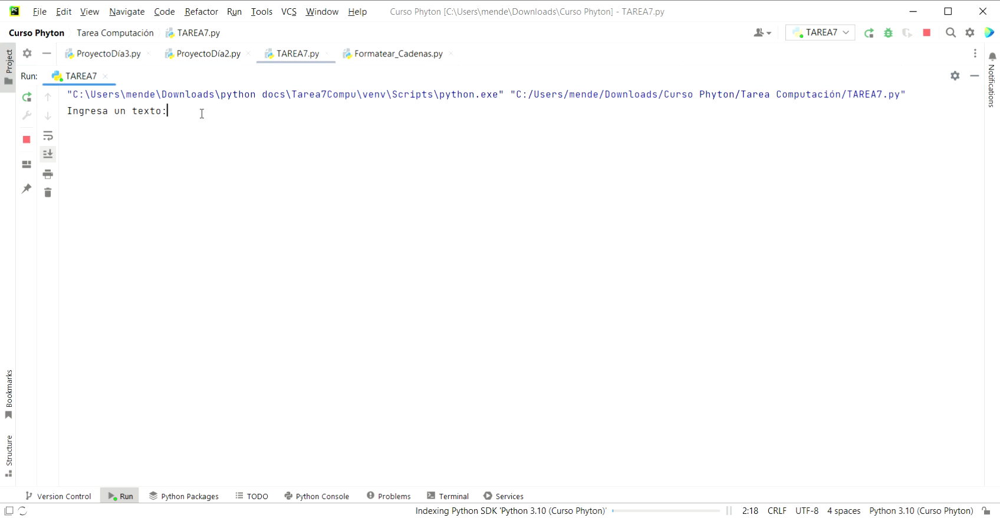 PC File Edit View Navigate Code Refactor Run Tools VCS Window Help Curso Phyton [C:\Users\mende\Downloads\Curso Phyton] - TAREA7.py
Curso Phyton Tarea Computación TAREA7.py TAREA7
Project ProyectoDía3.py ProyectoDía2.py TAREA7.py Formatear_Cadenas.py
Notifications
Run: TAREA7
"C:\Users\mende\Downloads\python docs\Tarea7Compu\venv\Scripts\python.exe" "C:/Users/mende/Downloads/Curso Phyton/Tarea Computación/TAREA7.py"
Ingresa un texto:
Bookmarks
Structure
Version Control Run Python Packages TODO Python Console Problems Terminal Services
Indexing Python SDK 'Python 3.10 (Curso Phyton)' 2:18 CRLF UTF-8 4 spaces Python 3.10 (Curso Phyton)